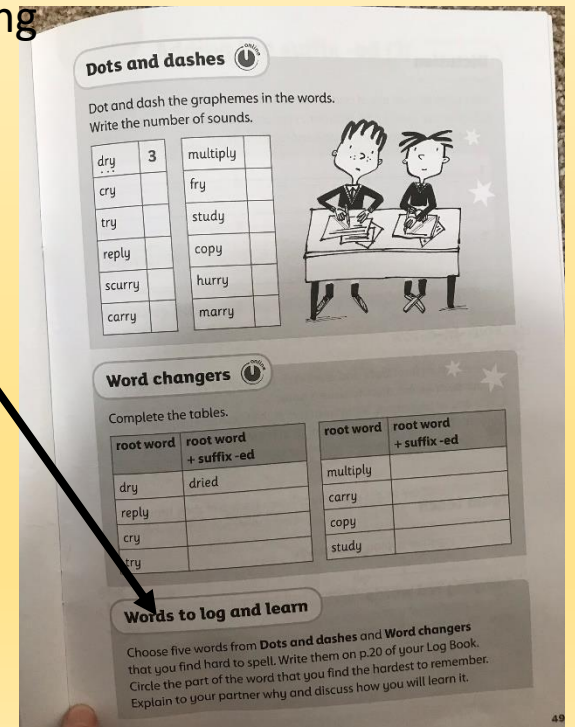 ng
Dots and dashes online
Dot and dash the graphemes in the words.
Write the number of sounds.
dry 3 multiply
cry fry
try study
reply copy
scurry hurry
carry marry
Word changers online
Complete the tables.
root word root word + suffix -ed
dry dried
reply
cry
try
root word root word + suffix -ed
multiply
carry
copy
study
Words to log and learn
Choose five words from Dots and dashes and Word changers
that you find hard to spell. Write them on p.20 of your Log Book.
Circle the part of the word that you find the hardest to remember.
Explain to your partner why and discuss how you will learn it.
49